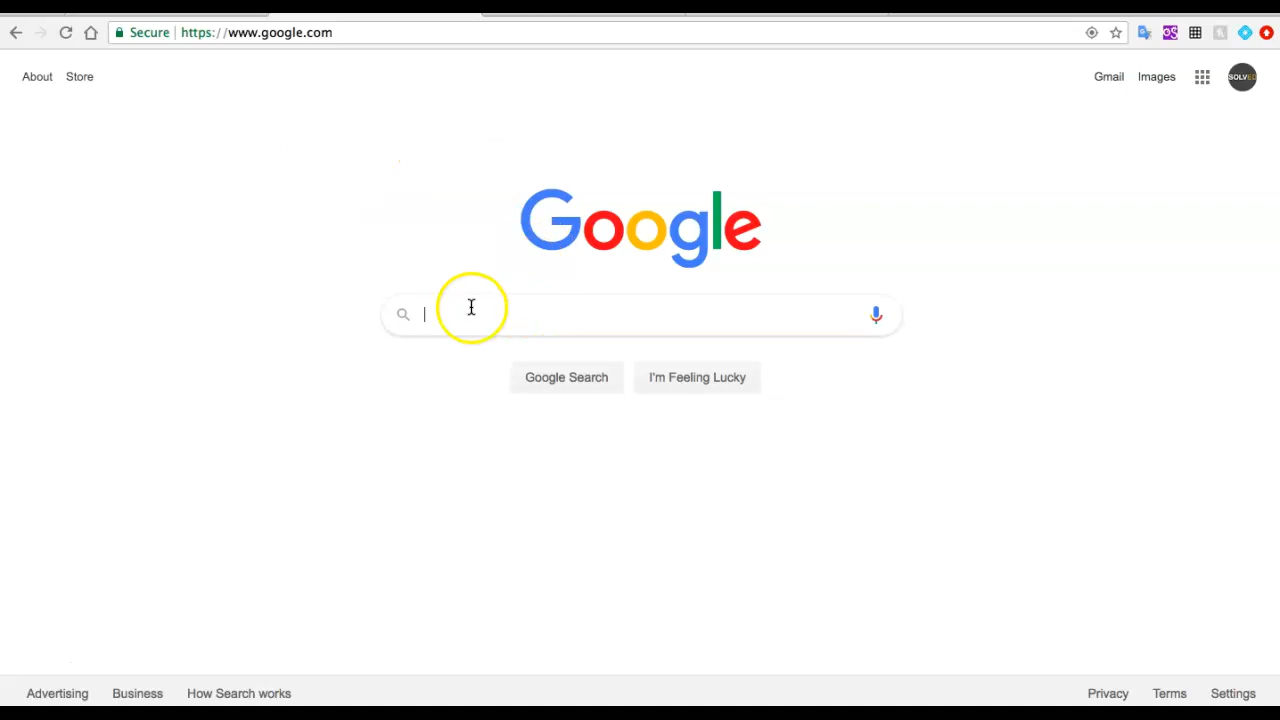 Secure | https://www.google.com
About Store
Gmail Images
SOLVED
Google
Google Search
I'm Feeling Lucky
Advertising Business How Search works
Privacy Terms Settings